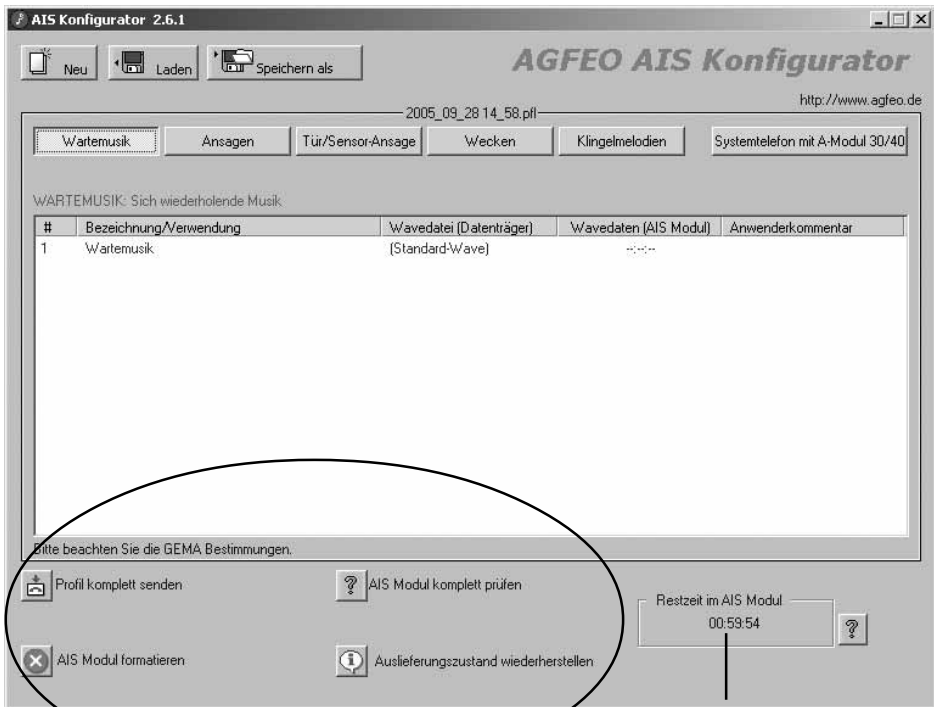 AIS Konfigurator 2.6.1
Neu Laden Speichern als
AGFEO AIS Konfigurator
http://www.agfeo.de
2005_09_28 14_58.pfl
Wartemusik Ansagen Tür/Sensor-Ansage Wecken Klingelmelodien Systemtelefon mit A-Modul 30/40
WARTEMUSIK: Sich wiederholende Musik
# Bezeichnung/Verwendung Wavedatei (Datenträger) Wavedaten (AIS Modul) Anwenderkommentar
1 Wartemusik (Standard-Wave) --:--:--
Bitte beachten Sie die GEMA Bestimmungen.
Profil komplett senden ? AIS Modul komplett prüfen
Restzeit im AIS Modul
00:59:54 ?
AIS Modul formatieren Auslieferungszustand wiederherstellen